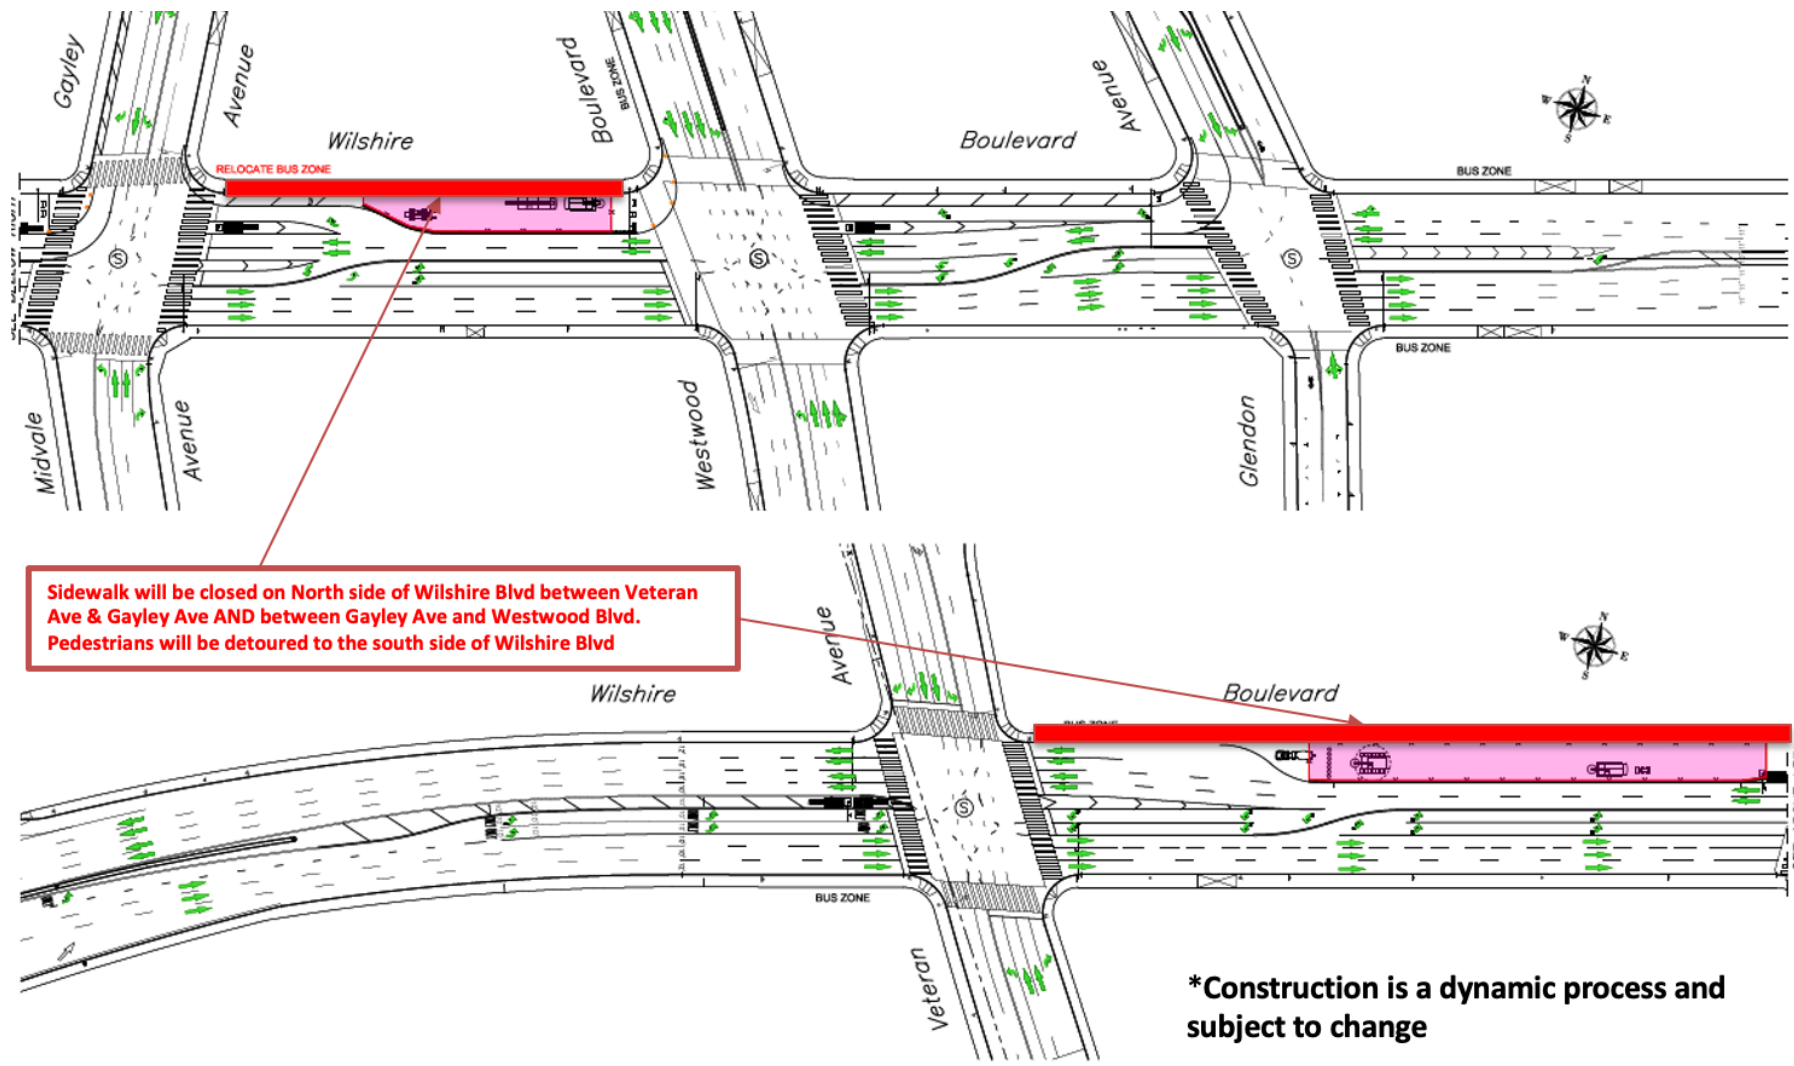 Gayley
Avenue
Boulevard
BUS ZONE
Avenue
Wilshire
Boulevard
N
W
E
S
RELOCATE BUS ZONE
BUS ZONE
S
S
S
BUS ZONE
Midvale
Avenue
Westwood
Glendon
Sidewalk will be closed on North side of Wilshire Blvd between Veteran
Ave & Gayley Ave AND between Gayley Ave and Westwood Blvd.
Pedestrians will be detoured to the south side of Wilshire Blvd
Avenue
N
W
E
S
Wilshire
Boulevard
BUS ZONE
S
BUS ZONE
Veteran
*Construction is a dynamic process and
subject to change